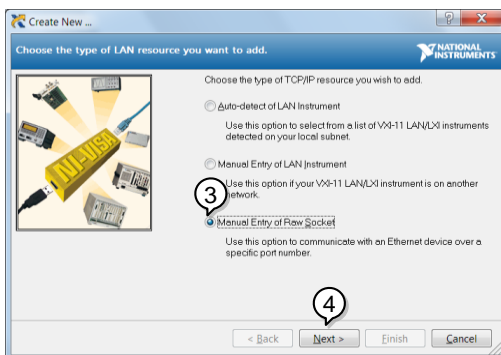 Create New ...
Choose the type of LAN resource you want to add.
NATIONAL
INSTRUMENTS
Choose the type of TCP/IP resource you wish to add.
Auto-detect of LAN Instrument
Use this option to select from a list of VXI-11 LAN/LXI instruments
detected on your local subnet.
Manual Entry of LAN Instrument
Use this option if your VXI-11 LAN/LXI instrument is on another
network.
3
Manual Entry of Raw Socket
Use this option to communicate with an Ethernet device over a
specific port number.
NI-VISA
4
< Back
Next >
Finish
Cancel